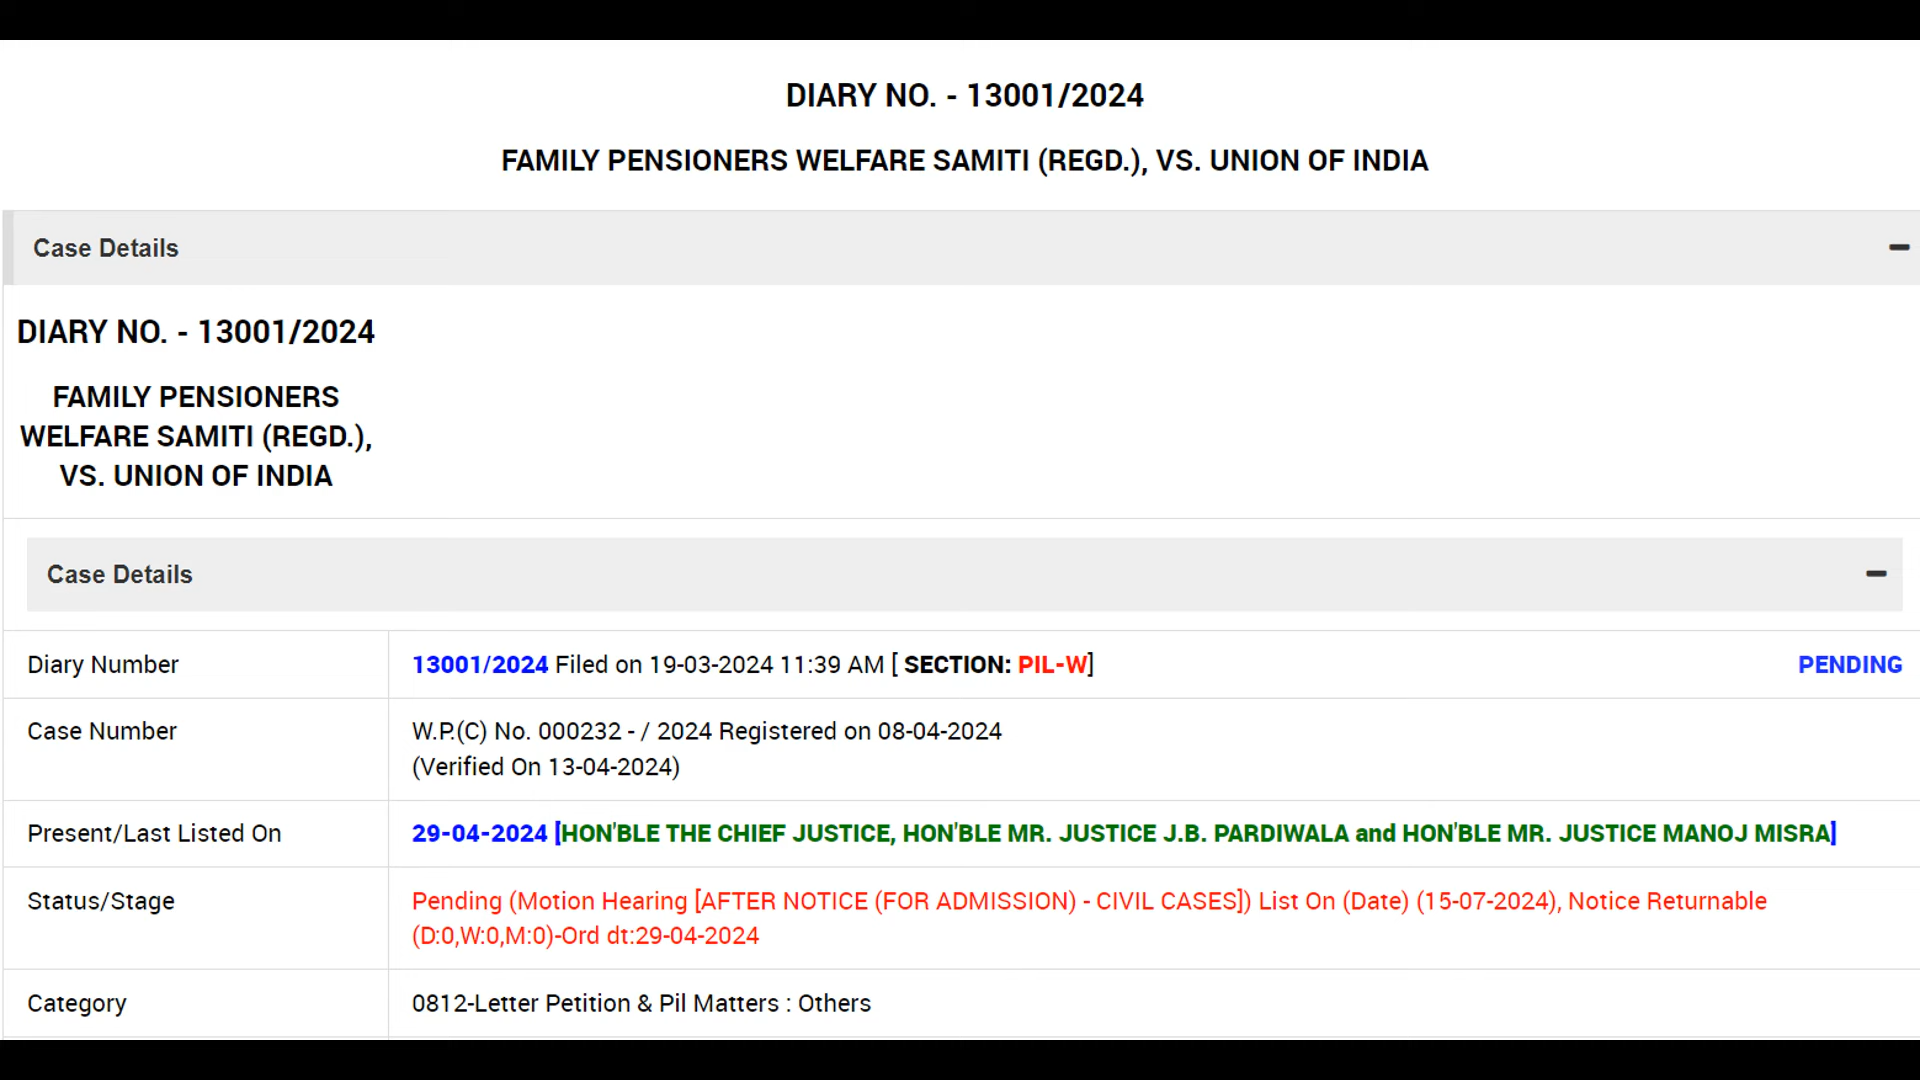 DIARY NO. - 13001/2024
FAMILY PENSIONERS WELFARE SAMITI (REGD.), VS. UNION OF INDIA
Case Details
DIARY NO. - 13001/2024
FAMILY PENSIONERS
WELFARE SAMITI (REGD.),
VS. UNION OF INDIA
Case Details
Diary Number
13001/2024 Filed on 19-03-2024 11:39 AM [ SECTION: PIL-W]
PENDING
Case Number
W.P.(C) No. 000232 - / 2024 Registered on 08-04-2024
(Verified On 13-04-2024)
Present/Last Listed On
29-04-2024 [HON'BLE THE CHIEF JUSTICE, HON'BLE MR. JUSTICE J.B. PARDIWALA and HON'BLE MR. JUSTICE MANOJ MISRA]
Status/Stage
Pending (Motion Hearing [AFTER NOTICE (FOR ADMISSION) - CIVIL CASES]) List On (Date) (15-07-2024), Notice Returnable
(D:0,W:0,M:0)-Ord dt:29-04-2024
Category
0812-Letter Petition & Pil Matters : Others